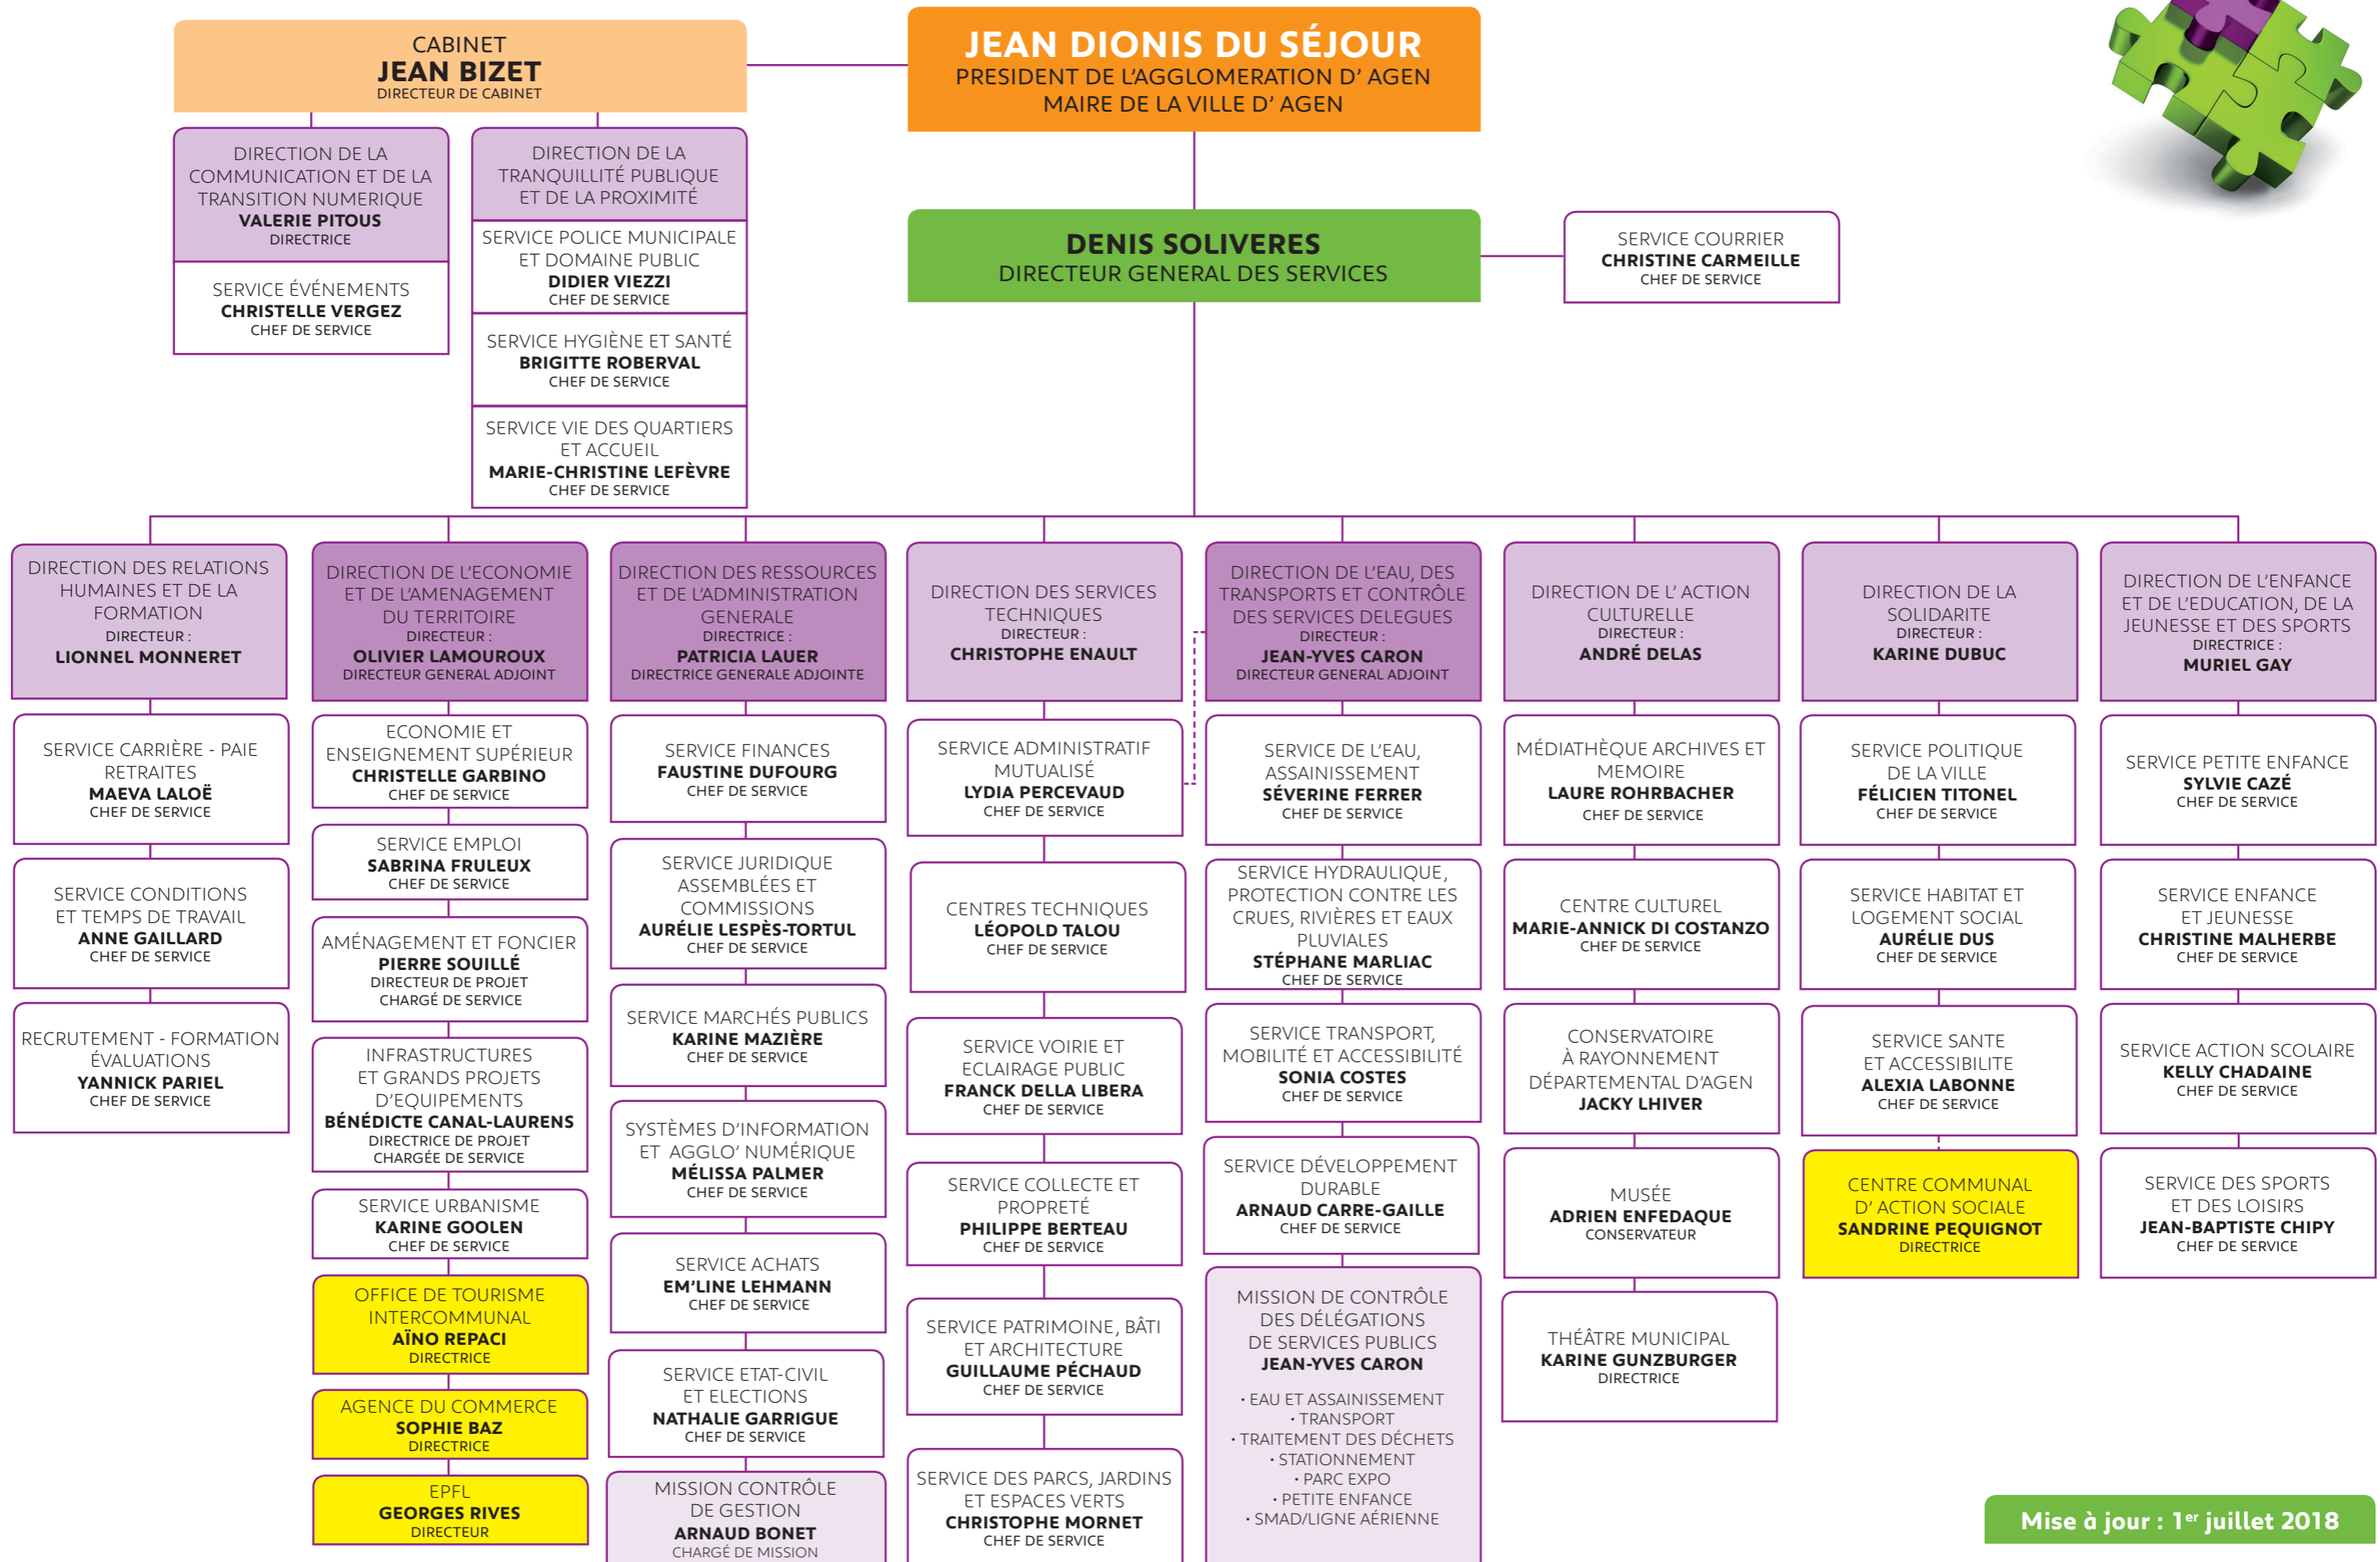 CABINET
JEAN BIZET
DIRECTEUR DE CABINET
JEAN DIONIS DU SÉJOUR
PRESIDENT DE L'AGGLOMERATION D' AGEN
MAIRE DE LA VILLE D' AGEN
DIRECTION DE LA
COMMUNICATION ET DE LA
TRANSITION NUMERIQUE
VALERIE PITOUS
DIRECTRICE
SERVICE ÉVÉNEMENTS
CHRISTELLE VERGEZ
CHEF DE SERVICE
DIRECTION DE LA
TRANQUILLITÉ PUBLIQUE
ET DE LA PROXIMITÉ
SERVICE POLICE MUNICIPALE
ET DOMAINE PUBLIC
DIDIER VIEZZI
CHEF DE SERVICE
SERVICE HYGIÈNE ET SANTÉ
BRIGITTE ROBERVAL
CHEF DE SERVICE
SERVICE VIE DES QUARTIERS
ET ACCUEIL
MARIE-CHRISTINE LEFÈVRE
CHEF DE SERVICE
DENIS SOLIVERES
DIRECTEUR GENERAL DES SERVICES
SERVICE COURRIER
CHRISTINE CARMEILLE
CHEF DE SERVICE
DIRECTION DES RELATIONS
HUMAINES ET DE LA
FORMATION
DIRECTEUR :
LIONNEL MONNERET
SERVICE CARRIÈRE - PAIE
RETRAITES
MAEVA LALOË
CHEF DE SERVICE
SERVICE CONDITIONS
ET TEMPS DE TRAVAIL
ANNE GAILLARD
CHEF DE SERVICE
RECRUTEMENT - FORMATION
ÉVALUATIONS
YANNICK PARIEL
CHEF DE SERVICE
DIRECTION DE L'ECONOMIE
ET DE L'AMENAGEMENT
DU TERRITOIRE
DIRECTEUR :
OLIVIER LAMOUROUX
DIRECTEUR GENERAL ADJOINT
ECONOMIE ET
ENSEIGNEMENT SUPÉRIEUR
CHRISTELLE GARBINO
CHEF DE SERVICE
SERVICE EMPLOI
SABRINA FRULEUX
CHEF DE SERVICE
AMÉNAGEMENT ET FONCIER
PIERRE SOUILLÉ
DIRECTEUR DE PROJET
CHARGÉ DE SERVICE
INFRASTRUCTURES
ET GRANDS PROJETS
D'EQUIPEMENTS
BÉNÉDICTE CANAL-LAURENS
DIRECTRICE DE PROJET
CHARGÉE DE SERVICE
SERVICE URBANISME
KARINE GOOLEN
CHEF DE SERVICE
OFFICE DE TOURISME
INTERCOMMUNAL
AÏNO REPACI
DIRECTRICE
AGENCE DU COMMERCE
SOPHIE BAZ
DIRECTRICE
EPFL
GEORGES RIVES
DIRECTEUR
DIRECTION DES RESSOURCES
ET DE L'ADMINISTRATION
GENERALE
DIRECTRICE :
PATRICIA LAUER
DIRECTRICE GENERALE ADJOINTE
SERVICE FINANCES
FAUSTINE DUFOURG
CHEF DE SERVICE
SERVICE JURIDIQUE
ASSEMBLÉES ET
COMMISSIONS
AURÉLIE LESPÈS-TORTUL
CHEF DE SERVICE
SERVICE MARCHÉS PUBLICS
KARINE MAZIÈRE
CHEF DE SERVICE
SYSTÈMES D'INFORMATION
ET AGGLO' NUMÉRIQUE
MÉLISSA PALMER
CHEF DE SERVICE
SERVICE ACHATS
EM'LINE LEHMANN
CHEF DE SERVICE
SERVICE ETAT-CIVIL
ET ELECTIONS
NATHALIE GARRIGUE
CHEF DE SERVICE
MISSION CONTRÔLE
DE GESTION
ARNAUD BONET
CHARGÉ DE MISSION
DIRECTION DES SERVICES
TECHNIQUES
DIRECTEUR :
CHRISTOPHE ENAULT
SERVICE ADMINISTRATIF
MUTUALISÉ
LYDIA PERCEVAUD
CHEF DE SERVICE
CENTRES TECHNIQUES
LÉOPOLD TALOU
CHEF DE SERVICE
SERVICE VOIRIE ET
ECLAIRAGE PUBLIC
FRANCK DELLA LIBERA
CHEF DE SERVICE
SERVICE COLLECTE ET
PROPRETÉ
PHILIPPE BERTEAU
CHEF DE SERVICE
SERVICE PATRIMOINE, BÂTI
ET ARCHITECTURE
GUILLAUME PÉCHAUD
CHEF DE SERVICE
SERVICE DES PARCS, JARDINS
ET ESPACES VERTS
CHRISTOPHE MORNET
CHEF DE SERVICE
DIRECTION DE L'EAU, DES
TRANSPORTS ET CONTRÔLE
DES SERVICES DELEGUES
DIRECTEUR :
JEAN-YVES CARON
DIRECTEUR GENERAL ADJOINT
SERVICE DE L'EAU,
ASSAINISSEMENT
SÉVERINE FERRER
CHEF DE SERVICE
SERVICE HYDRAULIQUE,
PROTECTION CONTRE LES
CRUES, RIVIÈRES ET EAUX
PLUVIALES
STÉPHANE MARLIAC
CHEF DE SERVICE
SERVICE TRANSPORT,
MOBILITÉ ET ACCESSIBILITÉ
SONIA COSTES
CHEF DE SERVICE
SERVICE DÉVELOPPEMENT
DURABLE
ARNAUD CARRE-GAILLE
CHEF DE SERVICE
MISSION DE CONTRÔLE
DES DÉLÉGATIONS
DE SERVICES PUBLICS
JEAN-YVES CARON
• EAU ET ASSAINISSEMENT
• TRANSPORT
• TRAITEMENT DES DÉCHETS
• STATIONNEMENT
• PARC EXPO
• PETITE ENFANCE
• SMAD/LIGNE AÉRIENNE
DIRECTION DE L' ACTION
CULTURELLE
DIRECTEUR :
ANDRÉ DELAS
MÉDIATHÈQUE ARCHIVES ET
MEMOIRE
LAURE ROHRBACHER
CHEF DE SERVICE
CENTRE CULTUREL
MARIE-ANNICK DI COSTANZO
CHEF DE SERVICE
CONSERVATOIRE
À RAYONNEMENT
DÉPARTEMENTAL D'AGEN
JACKY LHIVER
MUSÉE
ADRIEN ENFEDAQUE
CONSERVATEUR
THÉÂTRE MUNICIPAL
KARINE GUNZBURGER
DIRECTRICE
DIRECTION DE LA
SOLIDARITE
DIRECTEUR :
KARINE DUBUC
SERVICE POLITIQUE
DE LA VILLE
FÉLICIEN TITONEL
CHEF DE SERVICE
SERVICE HABITAT ET
LOGEMENT SOCIAL
AURÉLIE DUS
CHEF DE SERVICE
SERVICE SANTE
ET ACCESSIBILITE
ALEXIA LABONNE
CHEF DE SERVICE
CENTRE COMMUNAL
D' ACTION SOCIALE
SANDRINE PEQUIGNOT
DIRECTRICE
DIRECTION DE L'ENFANCE
ET DE L'EDUCATION, DE LA
JEUNESSE ET DES SPORTS
DIRECTRICE :
MURIEL GAY
SERVICE PETITE ENFANCE
SYLVIE CAZÉ
CHEF DE SERVICE
SERVICE ENFANCE
ET JEUNESSE
CHRISTINE MALHERBE
CHEF DE SERVICE
SERVICE ACTION SCOLAIRE
KELLY CHADAINE
CHEF DE SERVICE
SERVICE DES SPORTS
ET DES LOISIRS
JEAN-BAPTISTE CHIPY
CHEF DE SERVICE
Mise à jour : 1er juillet 2018